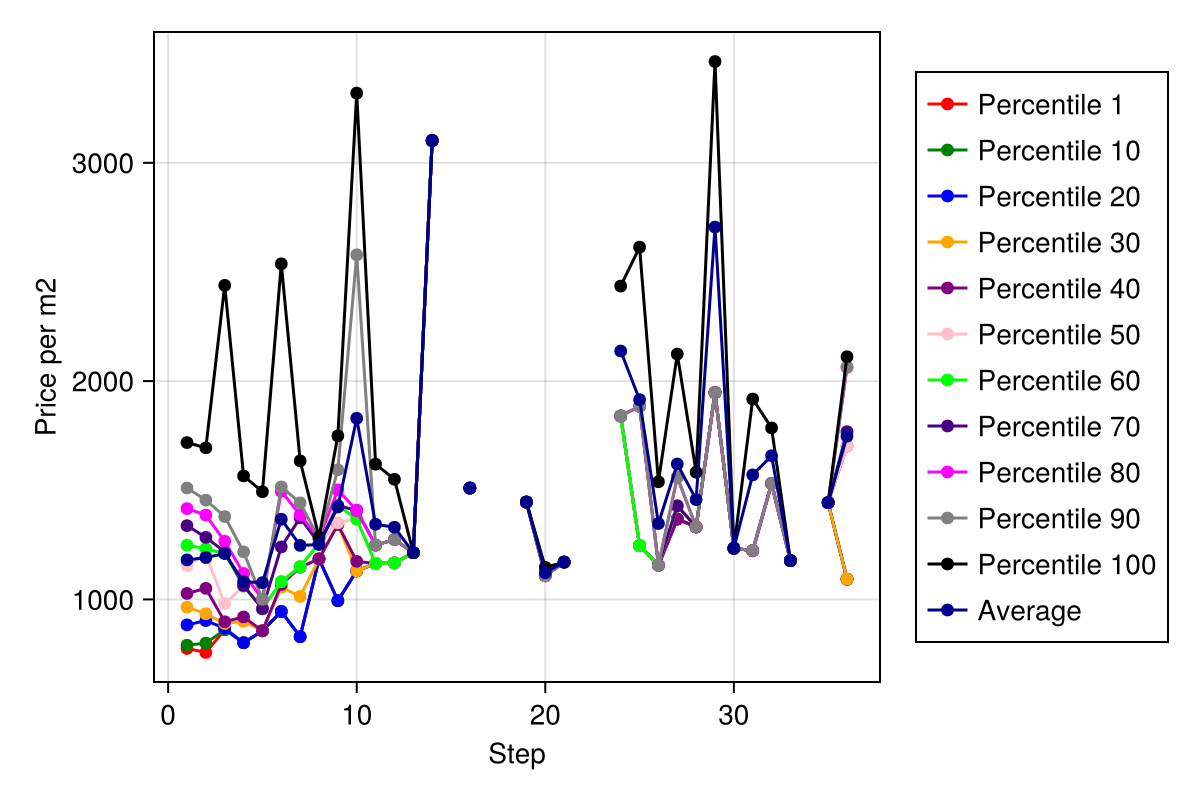 3000
2000
1000
Price per m2
0
10
20
30
Step
Percentile 1
Percentile 10
Percentile 20
Percentile 30
Percentile 40
Percentile 50
Percentile 60
Percentile 70
Percentile 80
Percentile 90
Percentile 100
Average